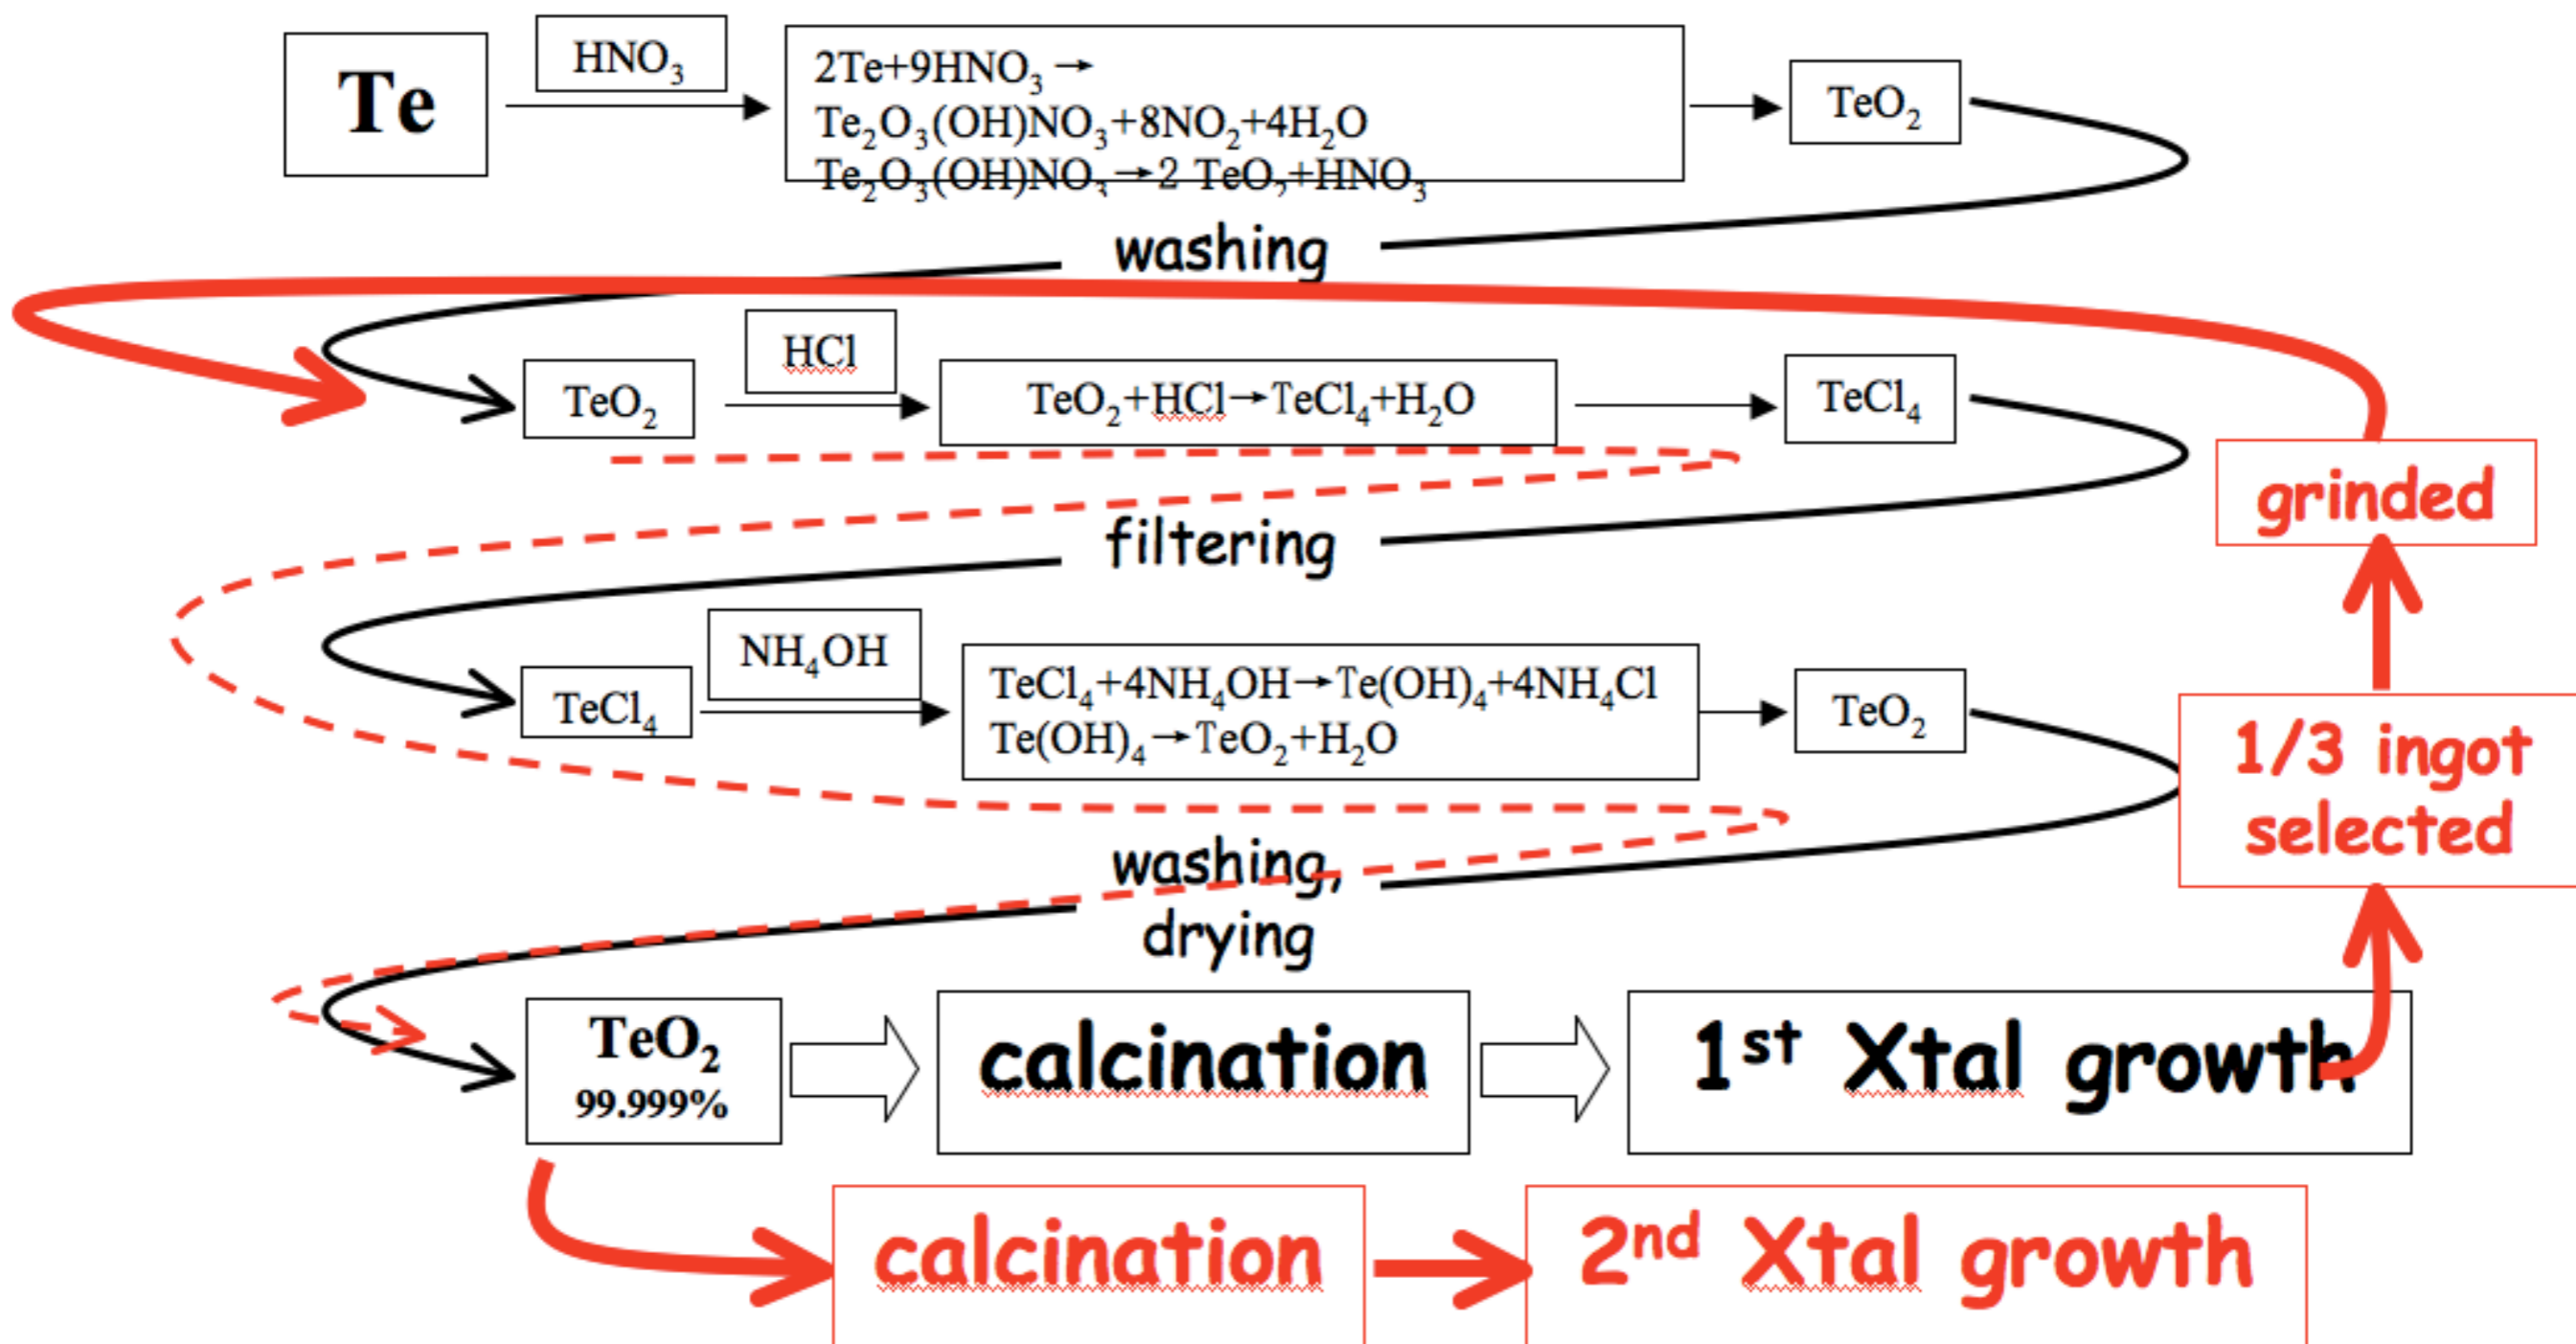 Te
HNO₃
2Te+9HNO₃→
Te₂O₃(OH)NO₃+8NO₂+4H₂O
Te₂O₃(OH)NO₃→2 TeO₂+HNO₃
TeO₂
washing
TeO₂
HCl
TeO₂+HCl→TeCl₄+H₂O
TeCl₄
grinded
filtering
TeCl₄
NH₄OH
TeCl₄+4NH₄OH→Te(OH)₄+4NH₄Cl
Te(OH)₄→TeO₂+H₂O
TeO₂
1/3 ingot
selected
washing,
drying
TeO₂
99.999%
calcination
1ˢᵗ Xtal growth
calcination
2ⁿᵈ Xtal growth